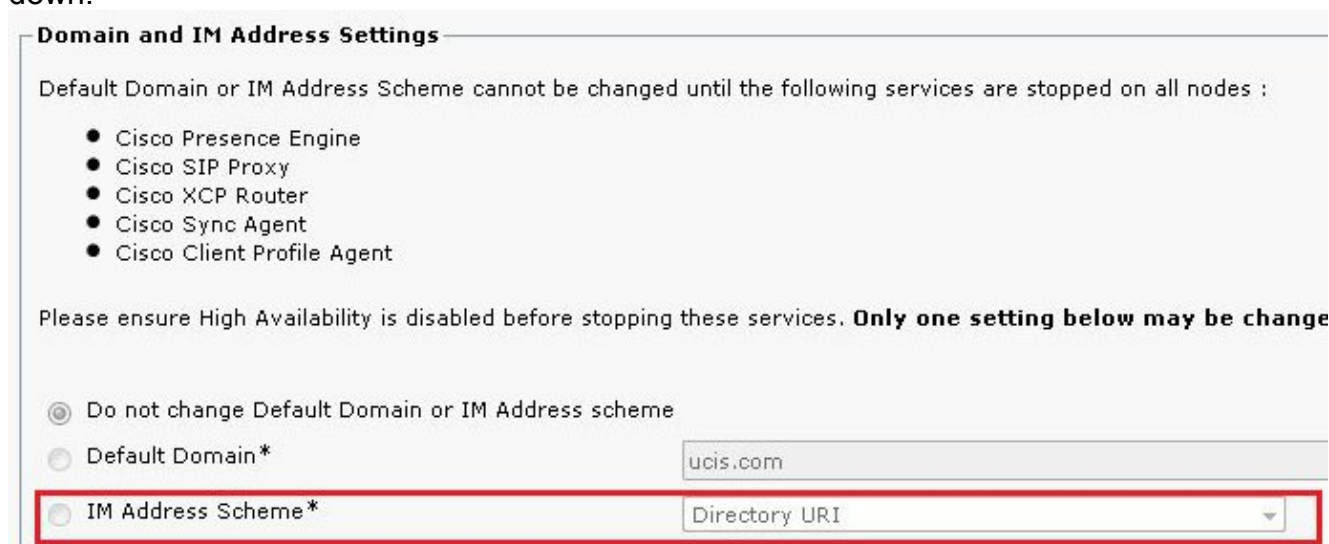 down.
Domain and IM Address Settings
Default Domain or IM Address Scheme cannot be changed until the following services are stopped on all nodes :
● Cisco Presence Engine
● Cisco SIP Proxy
● Cisco XCP Router
● Cisco Sync Agent
● Cisco Client Profile Agent
Please ensure High Availability is disabled before stopping these services. Only one setting below may be change
Do not change Default Domain or IM Address scheme
Default Domain* ucis.com
IM Address Scheme* Directory URI